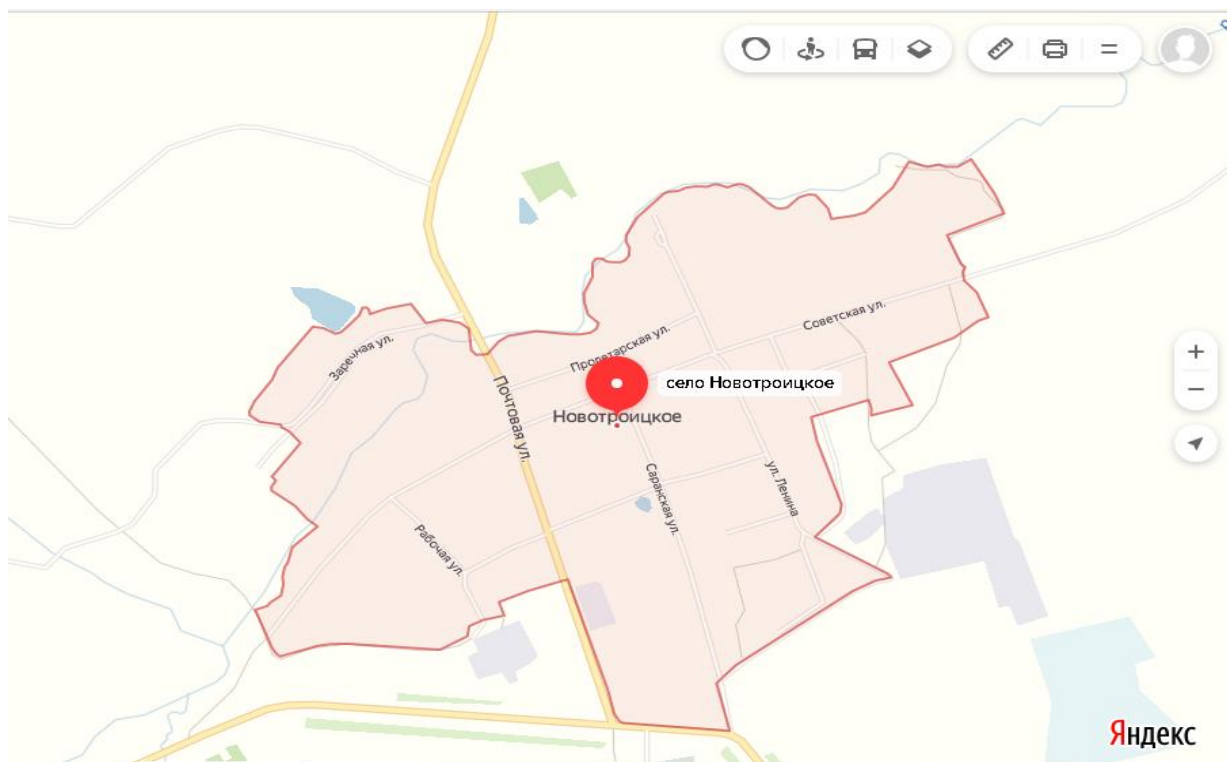 Советская ул.
Пролетарская ул.
Заречная ул.
село Новотроицкое
Почтовая ул.
Новотроицкое
Саранская ул.
ул. Ленина
Рабочая ул.
Яндекс